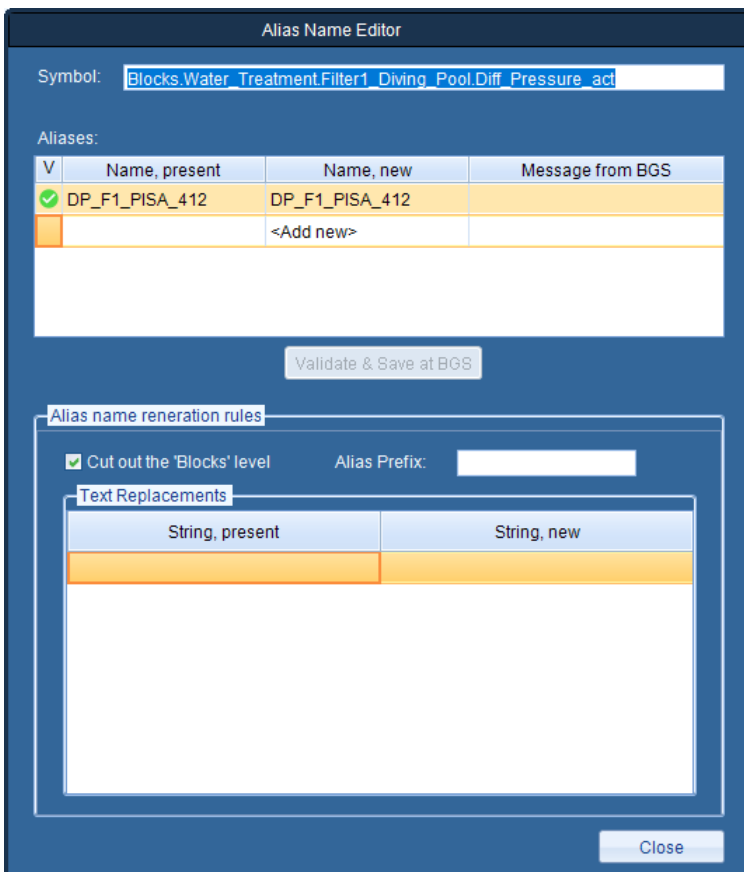 Alias Name Editor
Symbol: Blocks.Water_Treatment.Filter1_Diving_Pool.Diff_Pressure_act
Aliases:
V Name, present Name, new Message from BGS
DP_F1_PISA_412 DP_F1_PISA_412
<Add new>
Validate & Save at BGS
Alias name reneration rules
Cut out the 'Blocks' level Alias Prefix:
Text Replacements
String, present String, new
Close